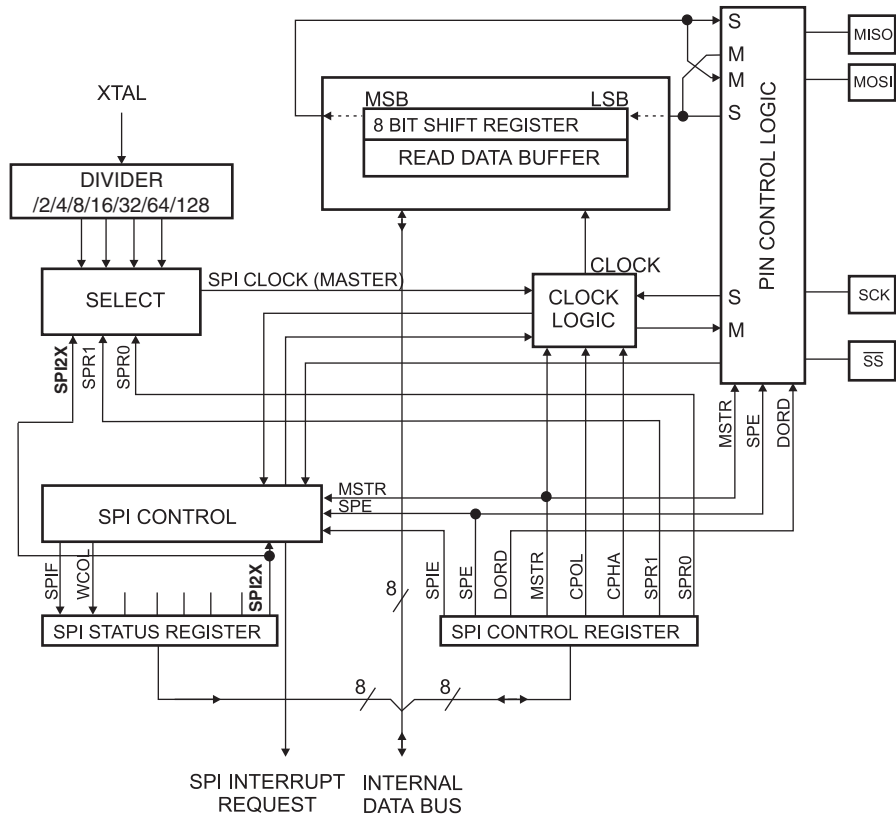 S
MISO
M
M
MOSI
XTAL
MSB
LSB
S
8 BIT SHIFT REGISTER
READ DATA BUFFER
PIN CONTROL LOGIC
DIVIDER
/2/4/8/16/32/64/128
SPI CLOCK (MASTER)
CLOCK
SELECT
CLOCK
LOGIC
S
SCK
M
SS
SPI2X
SPR1
SPR0
MSTR
SPE
DORD
MSTR
SPI CONTROL
SPE
SPIF
WCOL
SPI2X
8
SPIE
SPE
DORD
MSTR
CPOL
CPHA
SPR1
SPR0
SPI STATUS REGISTER
SPI CONTROL REGISTER
8
8
SPI INTERRUPT
REQUEST
INTERNAL
DATA BUS